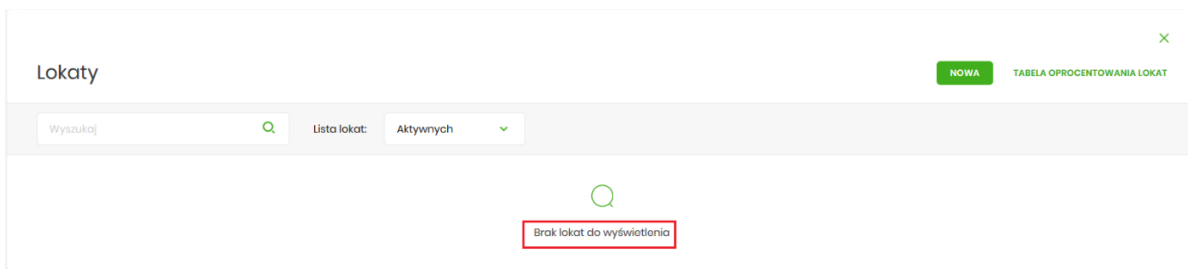 Lokaty
NOWA
TABELA OPROCENTOWANIA LOKAT
Wyszukaj
Lista lokat:
Aktywnych
Brak lokat do wyświetlenia